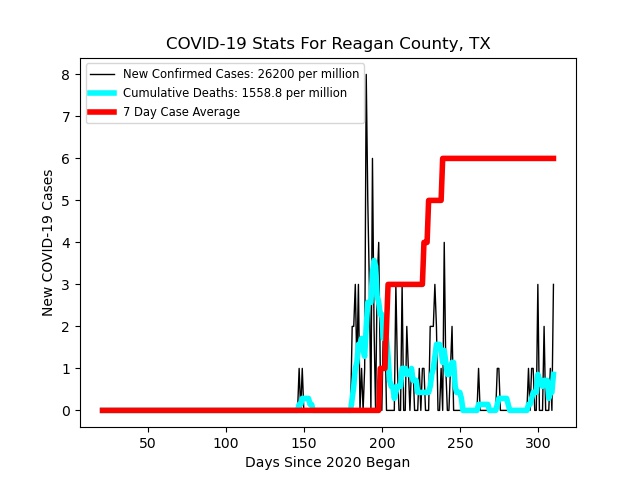 COVID-19 Stats For Reagan County, TX
New Confirmed Cases: 26200 per million
Cumulative Deaths: 1558.8 per million
7 Day Case Average
New COVID-19 Cases
8
7
6
5
4
3
2
1
0
50 100 150 200 250 300
Days Since 2020 Began